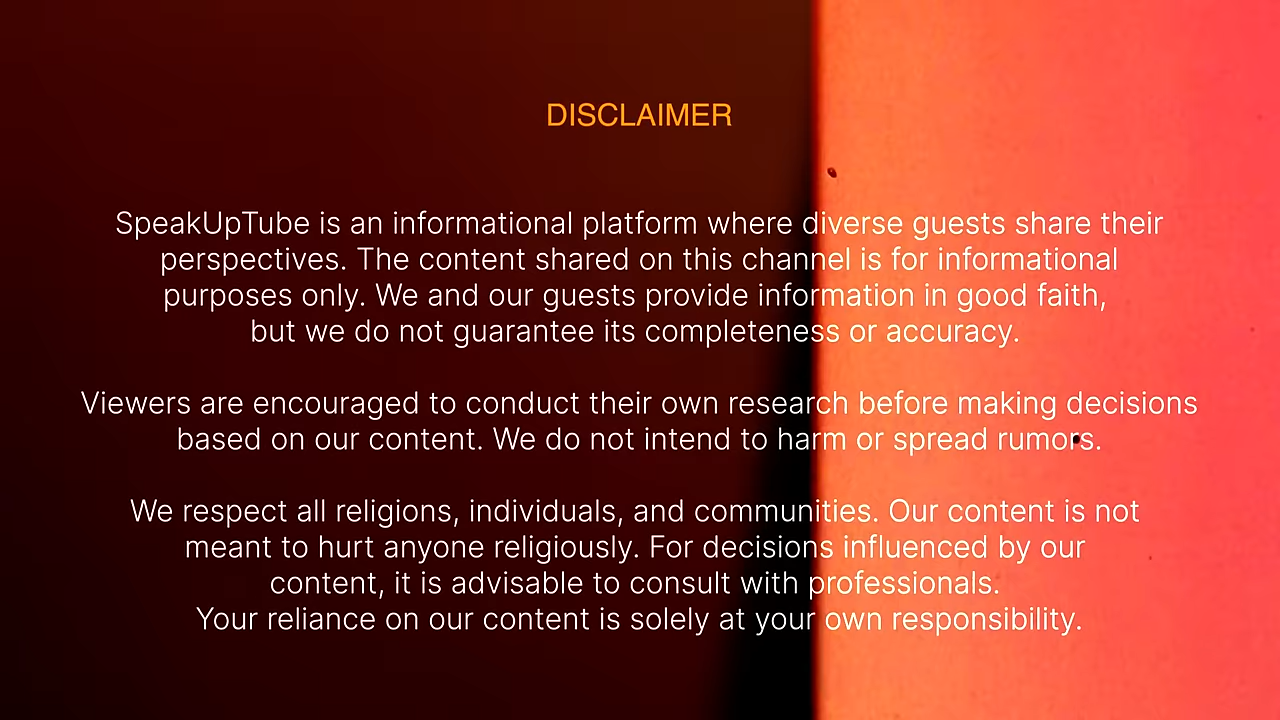 DISCLAIMER
SpeakUpTube is an informational platform where diverse guests share their
perspectives. The content shared on this channel is for informational
purposes only. We and our guests provide information in good faith,
but we do not guarantee its completeness or accuracy.
Viewers are encouraged to conduct their own research before making decisions
based on our content. We do not intend to harm or spread rumors.
We respect all religions, individuals, and communities. Our content is not
meant to hurt anyone religiously. For decisions influenced by our
content, it is advisable to consult with professionals.
Your reliance on our content is solely at your own responsibility.